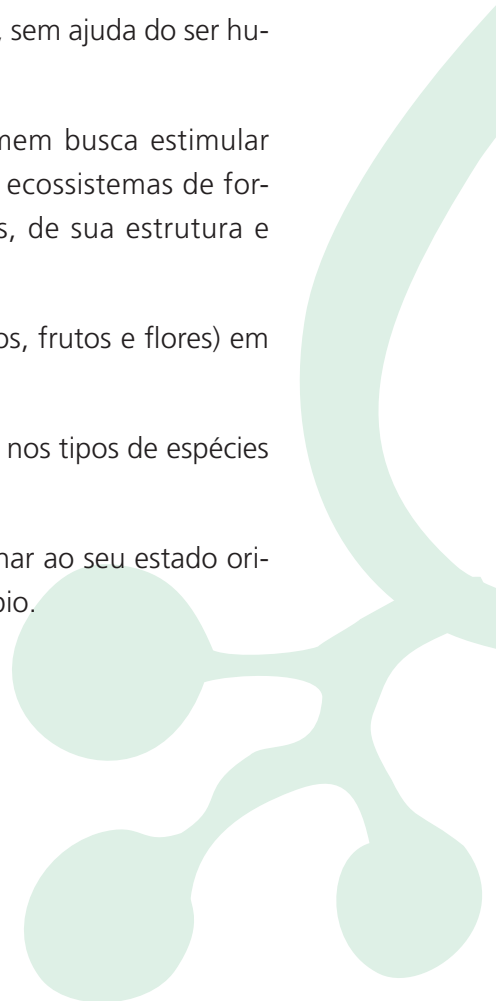 , sem ajuda do ser hu-
mem busca estimular
ecossistemas de for-
s, de sua estrutura e
os, frutos e flores) em
nos tipos de espécies
nar ao seu estado ori-
pio.